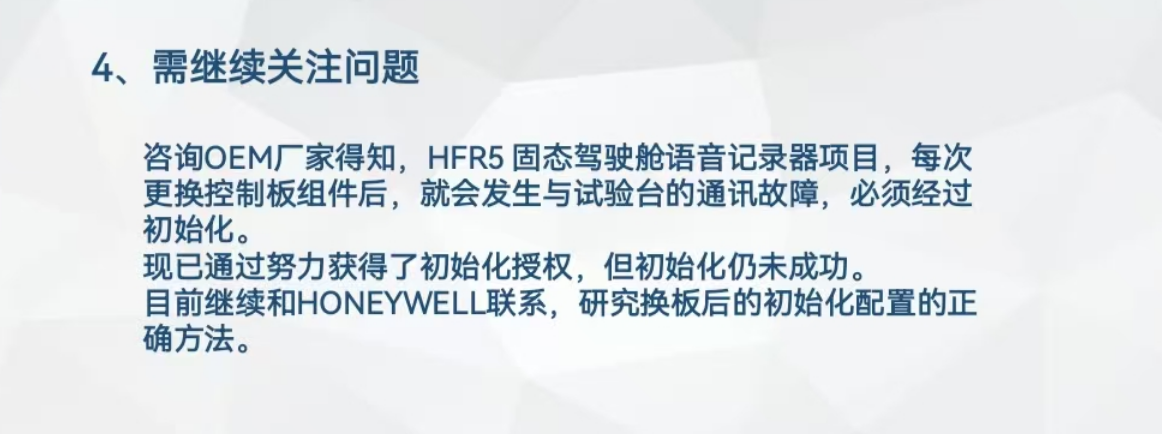 4、需继续关注问题
咨询OEM厂家得知，HFR5 固态驾驶舱语音记录器项目，每次
更换控制板组件后，就会发生与试验台的通讯故障，必须经过
初始化。
现已通过努力获得了初始化授权，但初始化仍未成功。
目前继续和HONEYWELL联系，研究换板后的初始化配置的正
确方法。